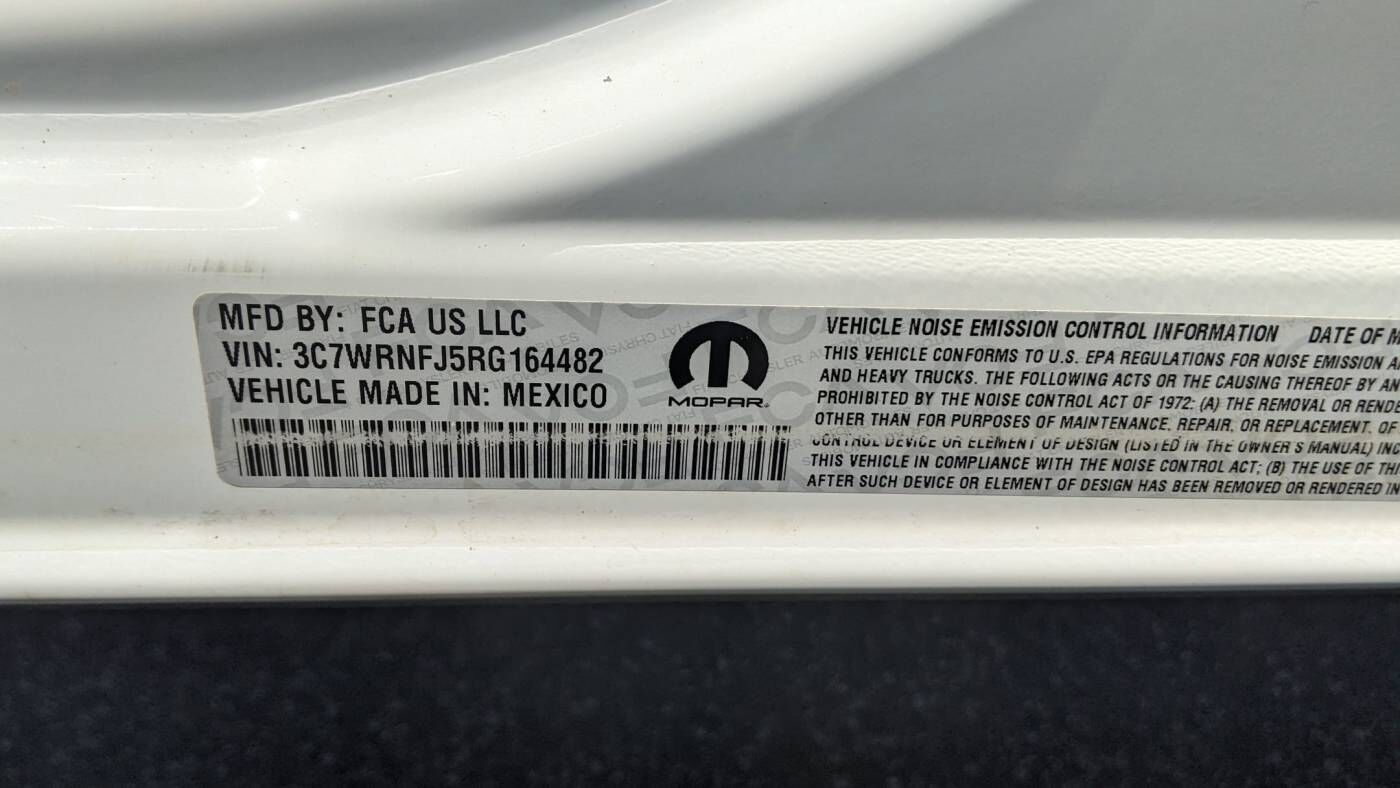 MFD BY: FCA US LLC
VIN: 3C7WRNFJ5RG164482
VEHICLE MADE IN: MEXICO
MOPAR
VEHICLE NOISE EMISSION CONTROL INFORMATION DATE OF M
THIS VEHICLE CONFORMS TO U.S. EPA REGULATIONS FOR NOISE EMISSION
AND HEAVY TRUCKS. THE FOLLOWING ACTS OR THE CAUSING THEREOF BY AN
PROHIBITED BY THE NOISE CONTROL ACT OF 1972: (A) THE REMOVAL OR RENDE
OTHER THAN FOR PURPOSES OF MAINTENANCE, REPAIR, OR REPLACEMENT, OF
CONTROL DEVICE OR ELEMENT OF DESIGN (LISTED IN THE OWNER'S MANUAL) INC
THIS VEHICLE IN COMPLIANCE WITH THE NOISE CONTROL ACT; (B) THE USE OF THI
AFTER SUCH DEVICE OR ELEMENT OF DESIGN HAS BEEN REMOVED OR RENDERED IN